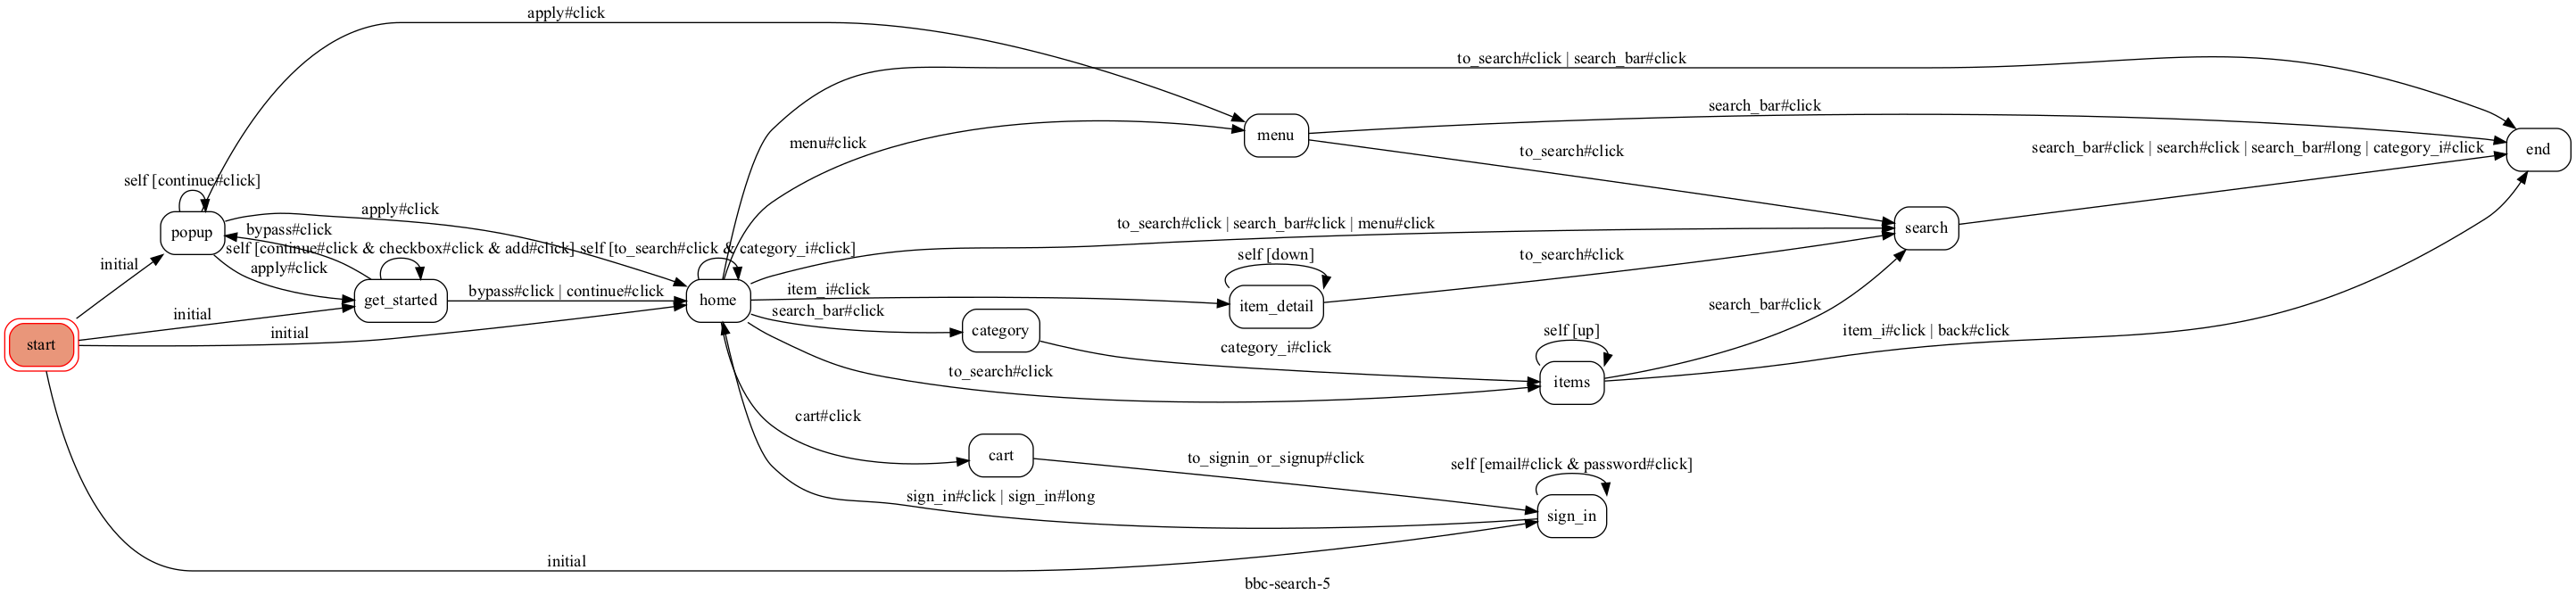 apply#click
to_search#click | search_bar#click
search_bar#click
menu#click
menu
end
search_bar#click | search#click | search_bar#long | category_i#click
to_search#click
self [continue#click]
apply#click
popup
bypass#click
to_search#click | search_bar#click | menu#click
search
self [continue#click & checkbox#click & add#click]
self [to_search#click & category_i#click]
self [down]
to_search#click
initial
apply#click
get_started
bypass#click | continue#click
home
item_i#click
item_detail
search_bar#click
search_bar#click
initial
initial
category
self [up]
item_i#click | back#click
start
category_i#click
to_search#click
items
cart#click
cart
to_signin_or_signup#click
self [email#click & password#click]
sign_in#click | sign_in#long
sign_in
initial
bbc-search-5